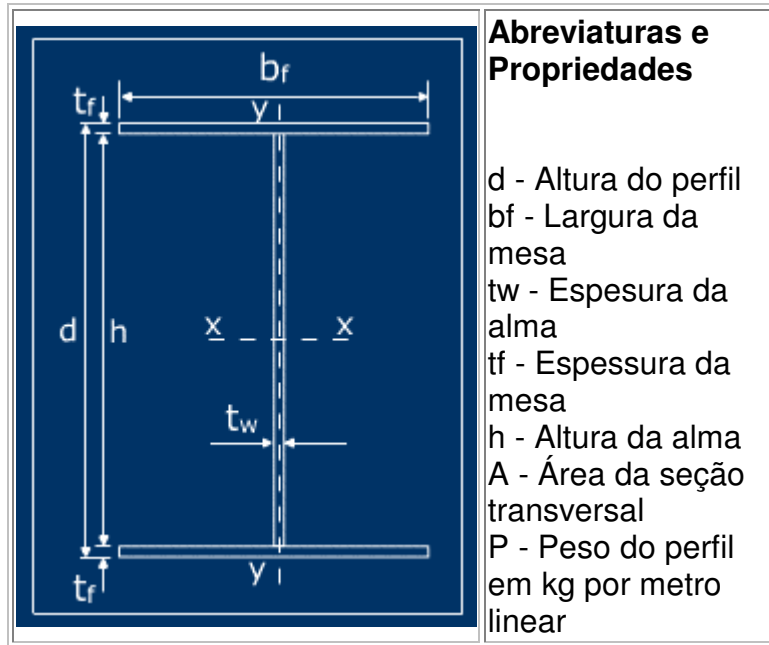 bf
tf
y
d
h
x
x
tw
y
tf
Abreviaturas e
Propriedades
d - Altura do perfil
bf - Largura da
mesa
tw - Espesura da
alma
tf - Espessura da
mesa
h - Altura da alma
A - Área da seção
transversal
P - Peso do perfil
em kg por metro
linear